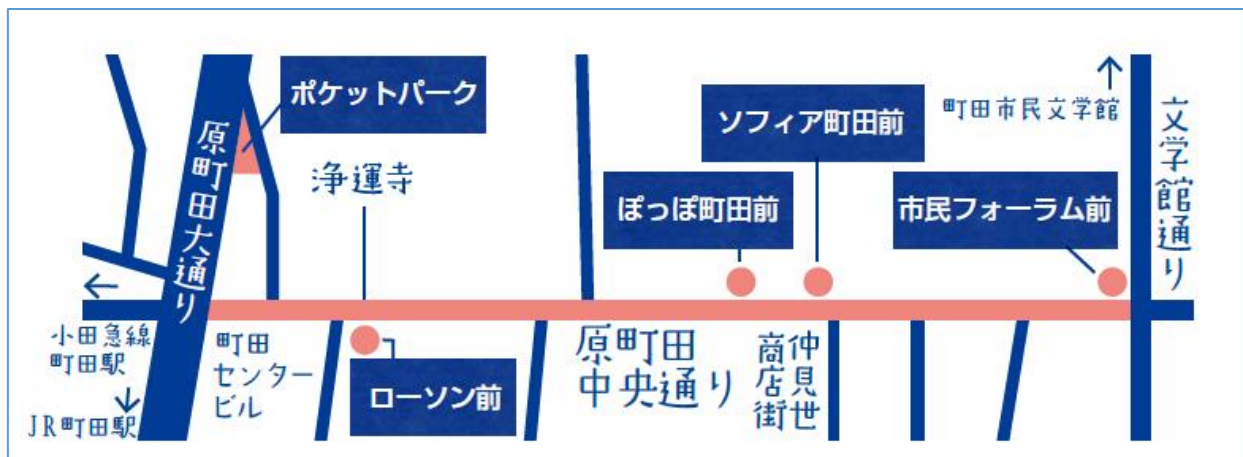 ポケットパーク
原町田大通り
浄運寺
ソフィア町田前
町田市民文学館
文学館通り
ぽっぽ町田前
市民フォーラム前
小田急線
町田駅
JR町田駅
町田
センター
ビル
ローソン前
原町田
中央通り
仲見世
商店街